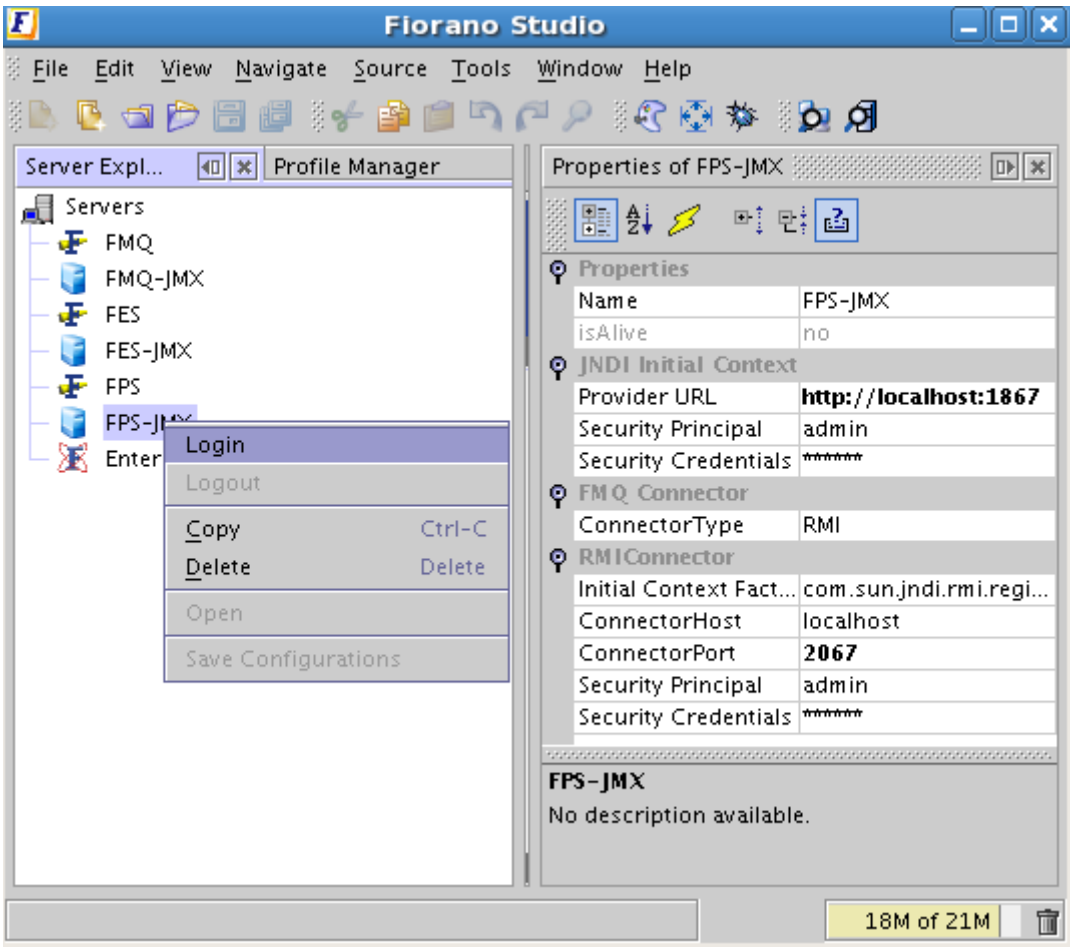 Fiorano Studio
File Edit View Navigate Source Tools Window Help
Server Expl... Profile Manager
Servers
FMQ
FMQ-JMX
FES
FES-JMX
FPS
FPS-JMX
Enter
Login
Logout
Copy Ctrl-C
Delete Delete
Open
Save Configurations
Properties of FPS-JMX
Properties
Name FPS-JMX
isAlive no
JNDI Initial Context
Provider URL http://localhost:1867
Security Principal admin
Security Credentials ******
FMQ Connector
ConnectorType RMI
RMIConnector
Initial Context Fact... com.sun.jndi.rmi.regi...
ConnectorHost localhost
ConnectorPort 2067
Security Principal admin
Security Credentials ******
FPS-JMX
No description available.
18M of 21M